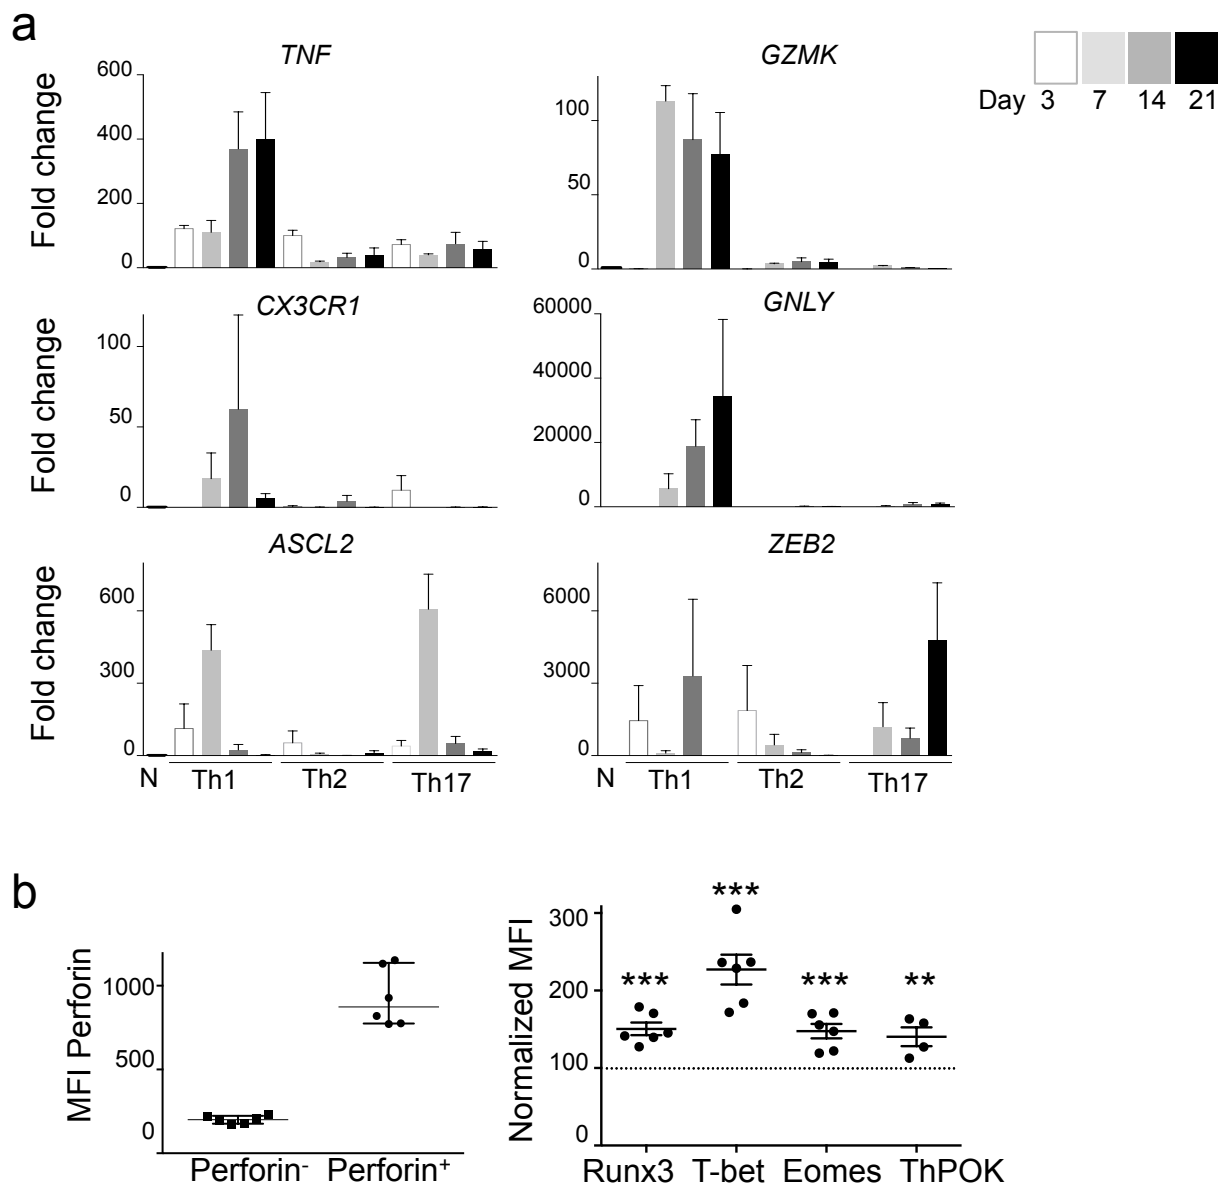 a
TNF
GZMK
Day 3 7 14 21
Fold change
600
400
200
0
100
50
0
CX3CR1
GNLY
Fold change
100
50
0
60000
40000
20000
0
ASCL2
ZEB2
Fold change
600
300
0
6000
3000
0
N Th1 Th2 Th17
N Th1 Th2 Th17
b
MFI Perforin
1000
500
0
Perforin⁻ Perforin⁺
Normalized MFI
300
200
100
0
*** *** *** **
Runx3 T-bet Eomes ThPOK